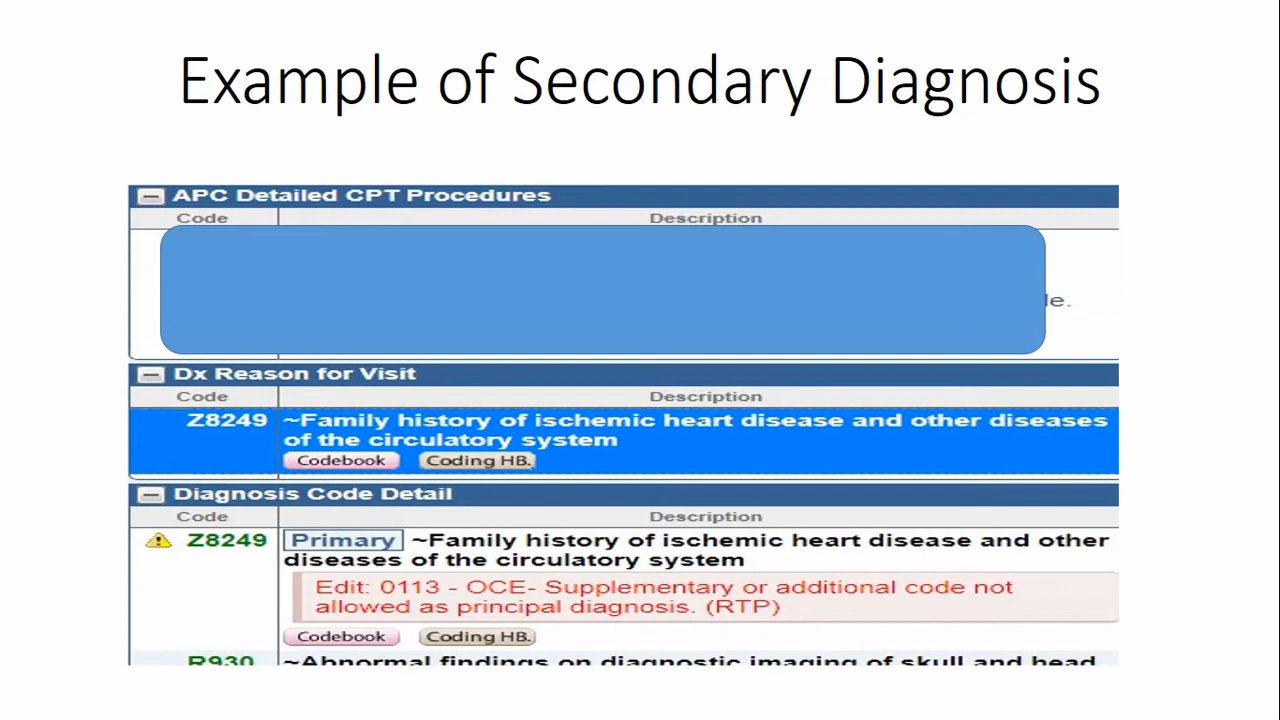 Example of Secondary Diagnosis
APC Detailed CPT Procedures
Code Description
Dx Reason for Visit
Code Description
Z8249 ~Family history of ischemic heart disease and other diseases
of the circulatory system
Codebook Coding HB.
Diagnosis Code Detail
Code Description
Z8249 Primary ~Family history of ischemic heart disease and other
diseases of the circulatory system
Edit: 0113 - OCE- Supplementary or additional code not
allowed as principal diagnosis. (RTP)
Codebook Coding HB.
R930 ~Abnormal findings on diagnostic imaging of skull and head